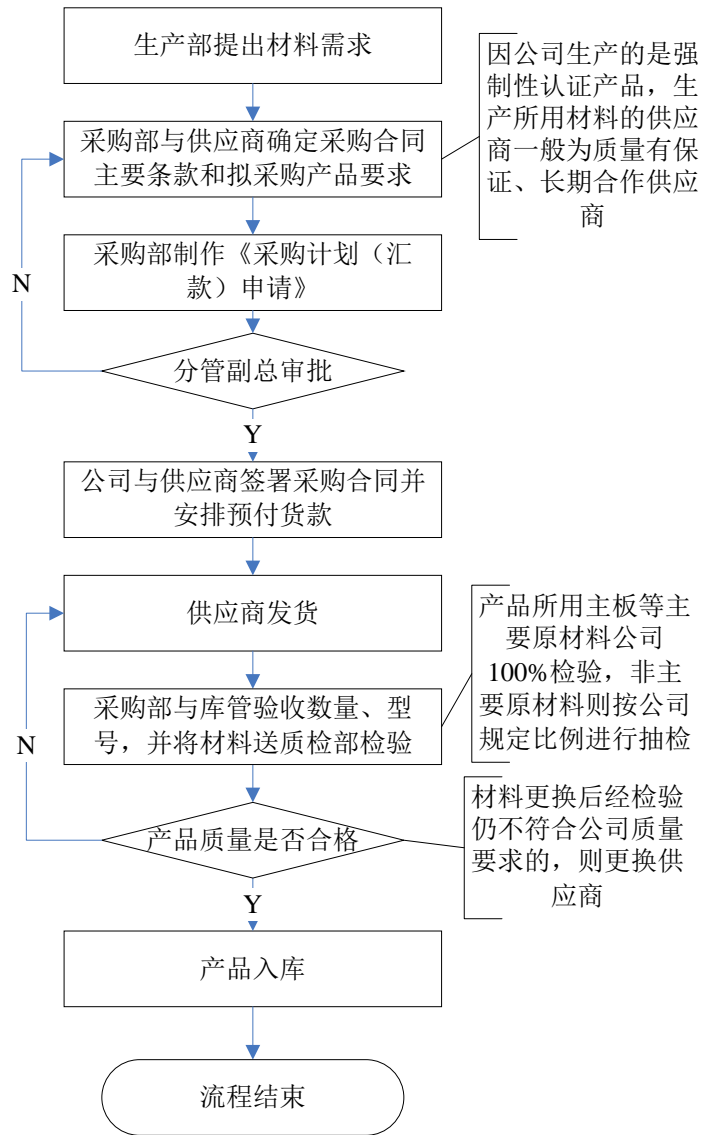 生产部提出材料需求
因公司生产的是强
制性认证产品，生
产所用材料的供应
商一般为质量有保
证、长期合作供应
商
采购部与供应商确定采购合同
主要条款和拟采购产品要求
采购部制作《采购计划（汇
款）申请》
N
分管副总审批
Y
公司与供应商签署采购合同并
安排预付货款
供应商发货
产品所用主板等主
要原材料公司
100%检验，非主
要原材料则按公司
规定比例进行抽检
采购部与库管验收数量、型
号，并将材料送质检部检验
N
产品质量是否合格
材料更换后经检验
仍不符合公司质量
要求的，则更换供
应商
Y
产品入库
流程结束